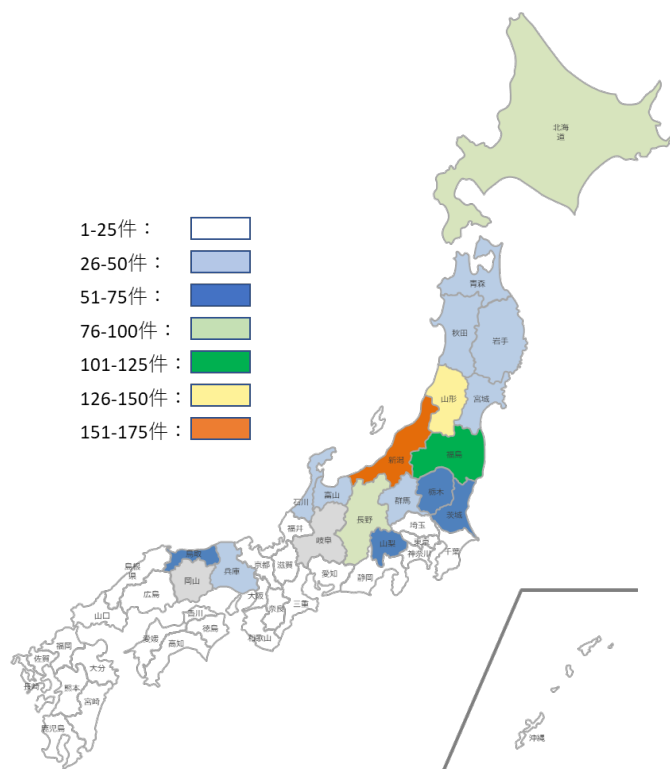 北海
道
1-25件：
26-50件：
51-75件：
76-100件：
101-125件：
126-150件：
151-175件：
青森
秋田
岩手
山形
宮城
新潟
福島
石川
富山
群馬
栃木
茨城
福井
長野
埼玉
岐阜
山梨
東京
千葉
神奈川
鳥取
島根
県
岡山
兵庫
京都
滋賀
愛知
静岡
広島
大阪
三重
山口
香川
奈良
愛媛
徳島
高知
和歌山
福岡
佐賀
大分
長崎
熊本
宮崎
鹿児島
沖縄